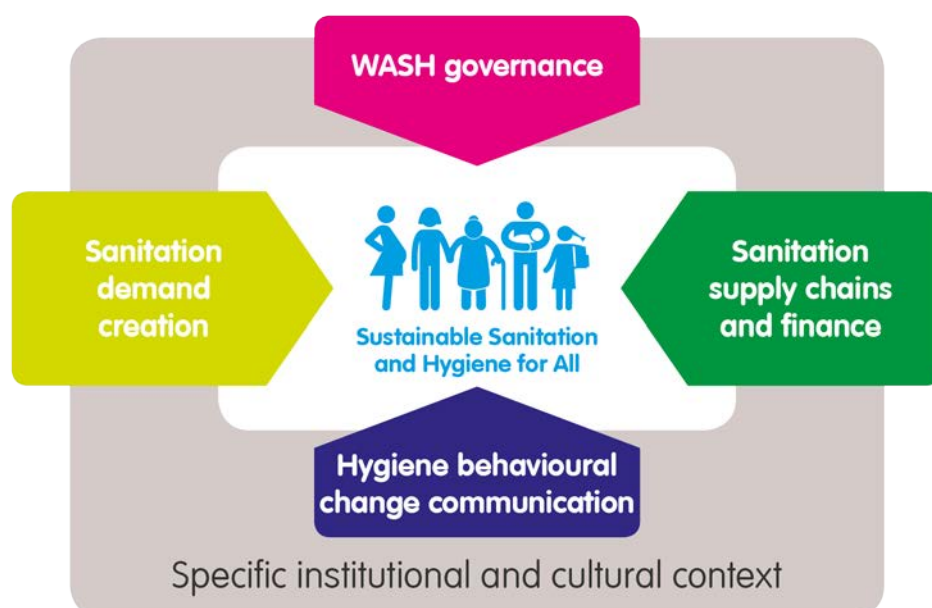 WASH governance
Sanitation
demand
creation
Sanitation
supply chains
and finance
Sustainable Sanitation
and Hygiene for All
Hygiene behavioural
change communication
Specific institutional and cultural context